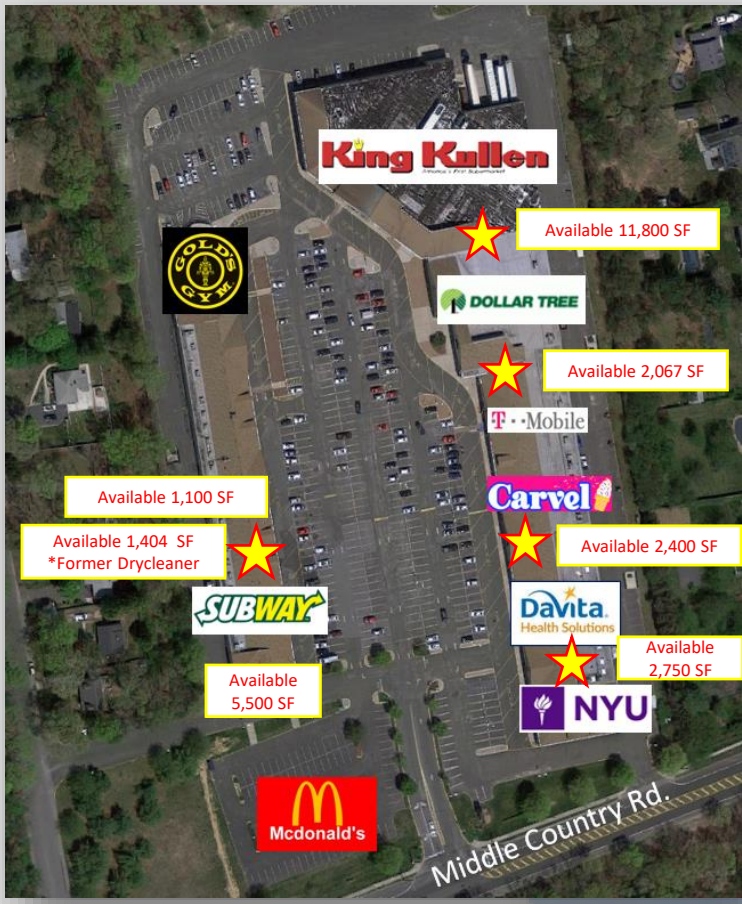 King Kullen
America's First Supermarket
Available 11,800 SF
GOLD'S
GYM
DOLLAR TREE
Available 2,067 SF
T··Mobile
Carvel
Available 1,100 SF
Available 1,404 SF
*Former Drycleaner
Available 2,400 SF
SUBWAY
DaVita
Health Solutions
Available
2,750 SF
Available
5,500 SF
NYU
Mcdonald's
Middle Country Rd.